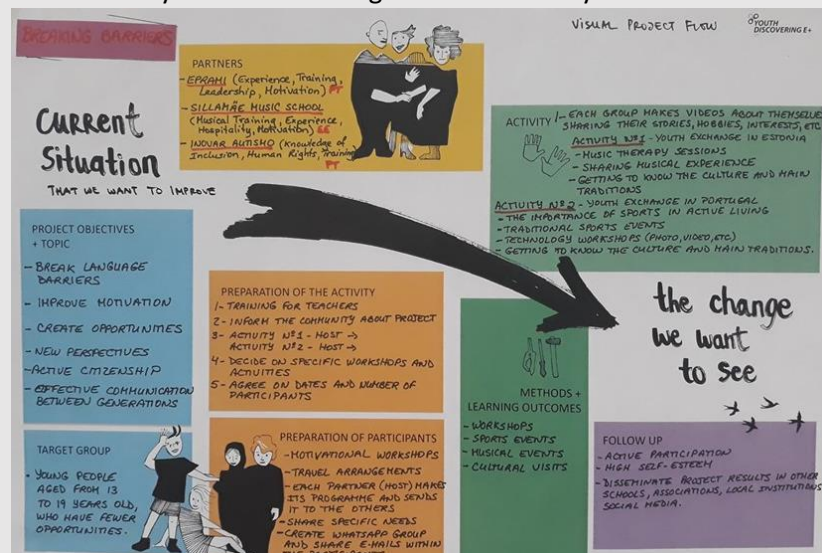 BREAKING BARRIERS
VISUAL PROJECT FLOW
YOUTH
DISCOVERING E+
CURRENT
Situation
THAT WE WANT TO IMPROVE
PARTNERS
- EPRAMI (Experience, Training,
Leadership, Motivation) PT
- SILLAMÄE MUSIC SCHOOL
(Musical Training, Experience,
Hospitality, Motivation)
- INOVAR AUTISMO (Knowledge of
Inclusion, Human Rights, Training)
PT
ACTIVITY
1- EACH GROUP MAKES VIDEOS ABOUT THEMSELVES
SHARING THEIR STORIES, HOBBIES, INTERESTS, ETC
ACTIVITY Nº1 - YOUTH EXCHANGE IN ESTONIA
- MUSIC THERAPY SESSIONS
- SHARING MUSICAL EXPERIENCE
- GETTING TO KNOW THE CULTURE AND MAIN
TRADITIONS
ACTIVITY Nº2 - YOUTH EXCHANGE IN PORTUGAL
- THE IMPORTANCE OF SPORTS IN ACTIVE LIVING
- TRADITIONAL SPORTS EVENTS
- TECHNOLOGY WORKSHOPS (PHOTO, VIDEO, ETC)
- GETTING TO KNOW THE CULTURE AND MAIN TRADITIONS.
PROJECT OBJECTIVES
+ TOPIC
- BREAK LANGUAGE
BARRIERS
- IMPROVE MOTIVATION
- CREATE OPPORTUNITIES
- NEW PERSPECTIVES
- ACTIVE CITIZENSHIP
- EFFECTIVE COMMUNICATION
BETWEEN GENERATIONS
PREPARATION OF THE ACTIVITY
1- TRAINING FOR TEACHERS
2- INFORM THE COMMUNITY ABOUT PROJECT
3- ACTIVITY Nº1 - HOST →
ACTIVITY Nº2 - HOST →
4- DECIDE ON SPECIFIC WORKSHOPS AND
ACTIVITIES
5- AGREE ON DATES AND NUMBER OF
PARTICIPANTS
the change
we want
to see
METHODS +
LEARNING OUTCOMES
- WORKSHOPS
- SPORTS EVENTS
- MUSICAL EVENTS
- CULTURAL VISITS
TARGET GROUP
- YOUNG PEOPLE
AGED FROM 13
TO 19 YEARS OLD,
WHO HAVE FEWER
OPPORTUNITIES.
PREPARATION OF PARTICIPANTS
- MOTIVATIONAL WORKSHOPS
- TRAVEL ARRANGEMENTS
- EACH PARTNER (HOST) MAKES
ITS PROGRAMME AND SENDS
IT TO THE OTHERS
- SHARE SPECIFIC NEEDS
- CREATE WHATSAPP GROUP
AND SHARE E-MAILS WITHIN
FOLLOW UP
- ACTIVE PARTICIPATION
- HIGH SELF-ESTEEM
- DISSEMINATE PROJECT RESULTS IN OTHER
SCHOOLS, ASSOCIATIONS, LOCAL INSTITUTIONS
SOCIAL MEDIA.